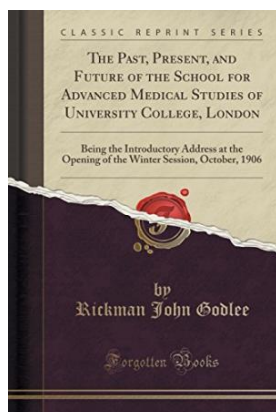 CLASSIC REPRINT SERIES
The Past, Present, and
Future of the School for
Advanced Medical Studies of
University College, London
Being the Introductory Address at the
Opening of the Winter Session, October, 1906
by
Rickman John Godlee
Forgotten Books